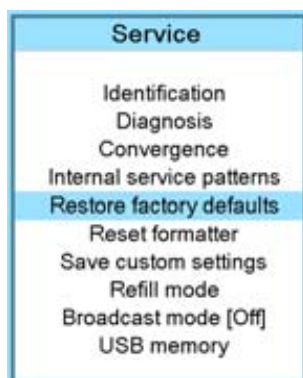 Service
Identification
Diagnosis
Convergence
Internal service patterns
Restore factory defaults
Reset formatter
Save custom settings
Refill mode
Broadcast mode [Off]
USB memory